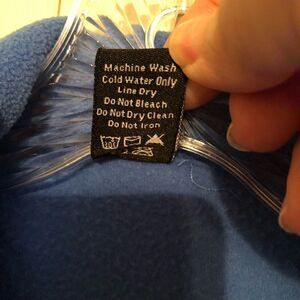 Machine Wash
Cold Water Only
Line Dry
Do Not Bleach
Do Not Dry Clean
Do Not Iron